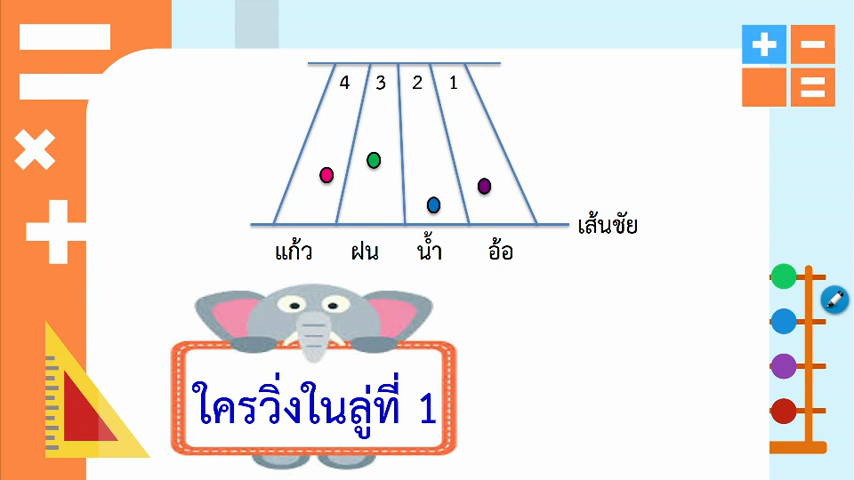 4 3 2 1
เส้นชัย
แก้ว ฝน น้ำ อ้อ
ใครวิ่งในลู่ที่ 1